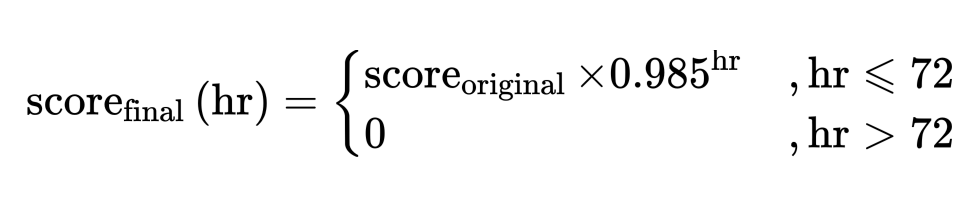 score_final (hr) = { score_original ×0.985^hr , hr ⩽ 72
0 , hr > 72